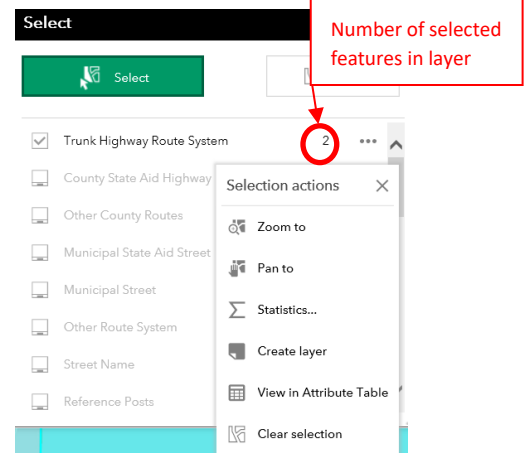 Select
Number of selected
features in layer
Select
Trunk Highway Route System 2
County State Aid Highway
Other County Routes
Municipal State Aid Street
Municipal Street
Other Route System
Street Name
Reference Posts
Selection actions
Zoom to
Pan to
Statistics...
Create layer
View in Attribute Table
Clear selection